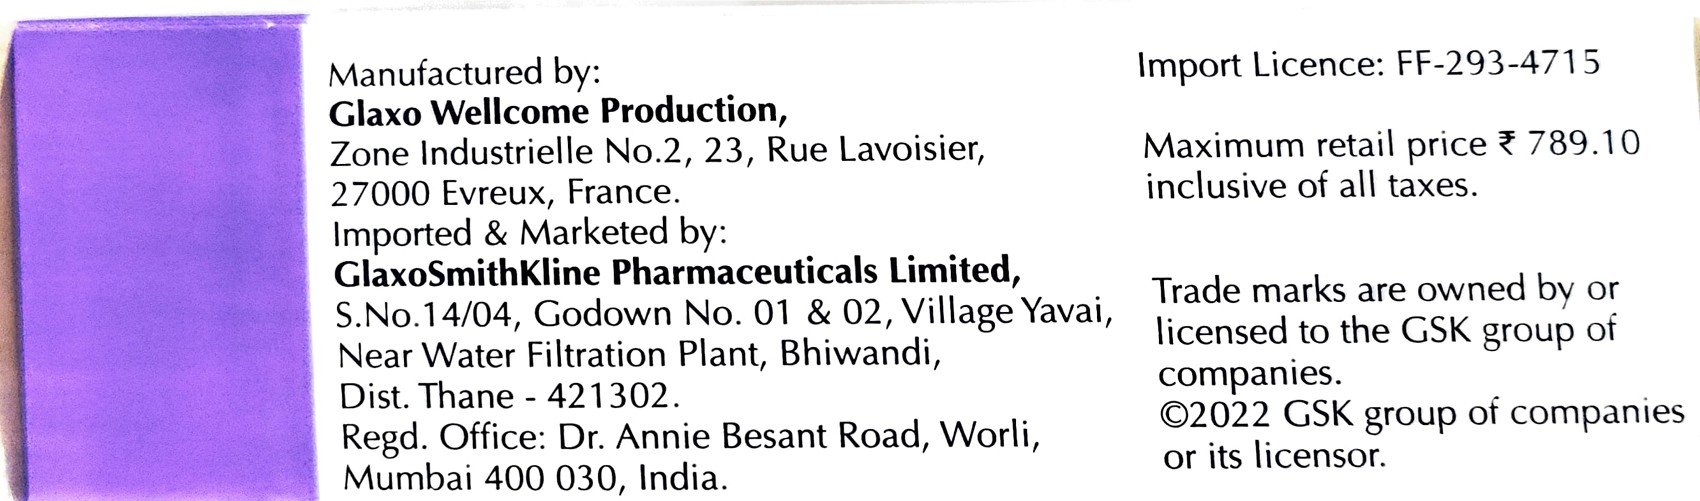 Manufactured by:
Glaxo Wellcome Production,
Zone Industrielle No.2, 23, Rue Lavoisier,
27000 Evreux, France.
Imported & Marketed by:
GlaxoSmithKline Pharmaceuticals Limited,
S.No.14/04, Godown No. 01 & 02, Village Yavai,
Near Water Filtration Plant, Bhiwandi,
Dist. Thane - 421302.
Regd. Office: Dr. Annie Besant Road, Worli,
Mumbai 400 030, India.
Import Licence: FF-293-4715
Maximum retail price ₹ 789.10
inclusive of all taxes.
Trade marks are owned by or
licensed to the GSK group of
companies.
©2022 GSK group of companies
or its licensor.